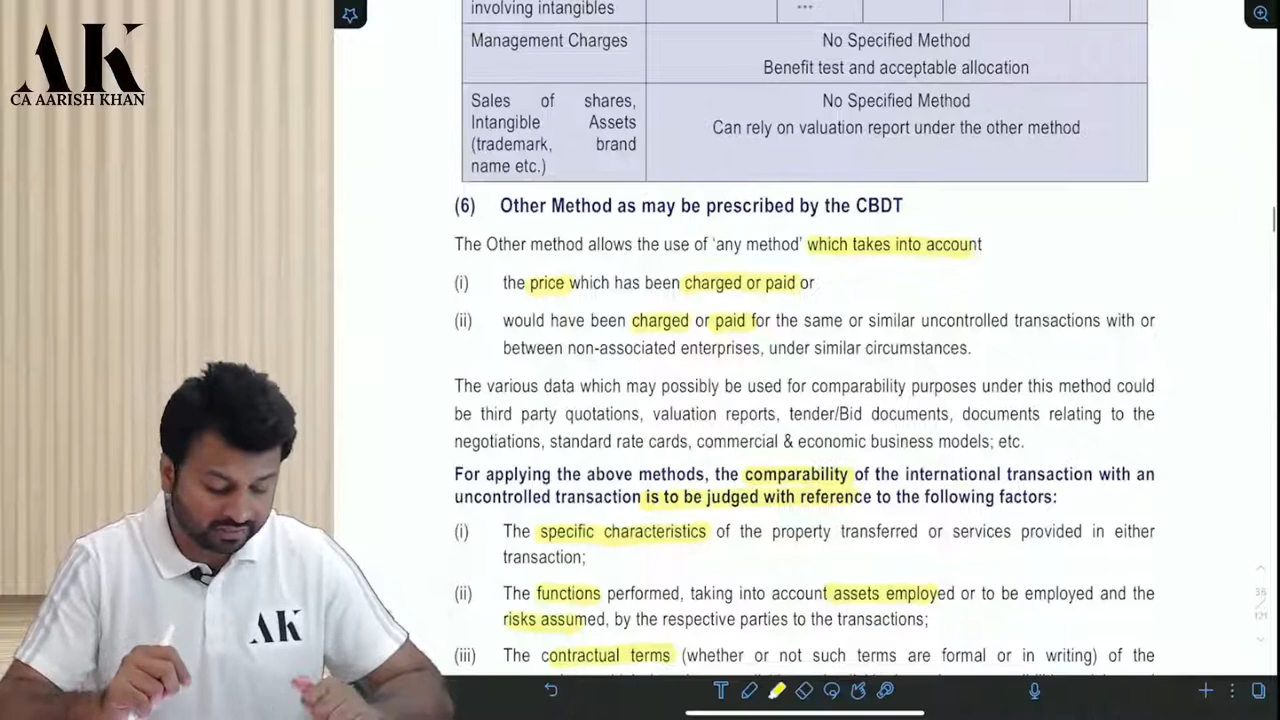 AK
CA AARISH KHAN
AK
involving intangibles
Management Charges
No Specified Method
Benefit test and acceptable allocation
Sales of shares,
Intangible Assets
(trademark, brand
name etc.)
No Specified Method
Can rely on valuation report under the other method
(6) Other Method as may be prescribed by the CBDT
The Other method allows the use of ‘any method’ which takes into account
(i) the price which has been charged or paid or
(ii) would have been charged or paid for the same or similar uncontrolled transactions with or
between non-associated enterprises, under similar circumstances.
The various data which may possibly be used for comparability purposes under this method could
be third party quotations, valuation reports, tender/Bid documents, documents relating to the
negotiations, standard rate cards, commercial & economic business models; etc.
For applying the above methods, the comparability of the international transaction with an
uncontrolled transaction is to be judged with reference to the following factors:
(i) The specific characteristics of the property transferred or services provided in either
transaction;
(ii) The functions performed, taking into account assets employed or to be employed and the
risks assumed, by the respective parties to the transactions;
(iii) The contractual terms (whether or not such terms are formal or in writing) of the